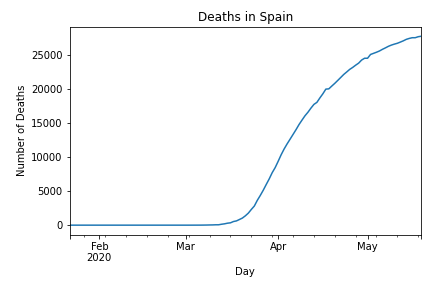 Deaths in Spain
Number of Deaths
25000
20000
15000
10000
5000
0
Feb
2020
Mar
Apr
May
Day